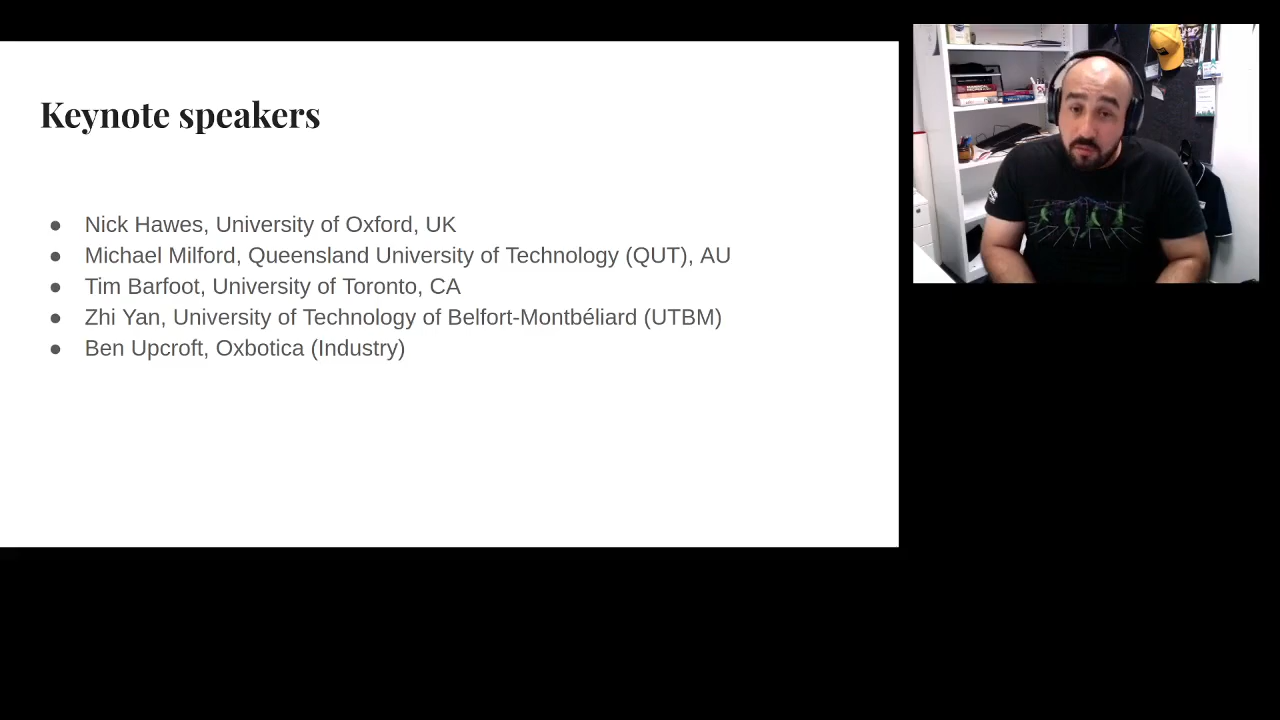 Keynote speakers
● Nick Hawes, University of Oxford, UK
● Michael Milford, Queensland University of Technology (QUT), AU
● Tim Barfoot, University of Toronto, CA
● Zhi Yan, University of Technology of Belfort-Montbéliard (UTBM)
● Ben Upcroft, Oxbotica (Industry)